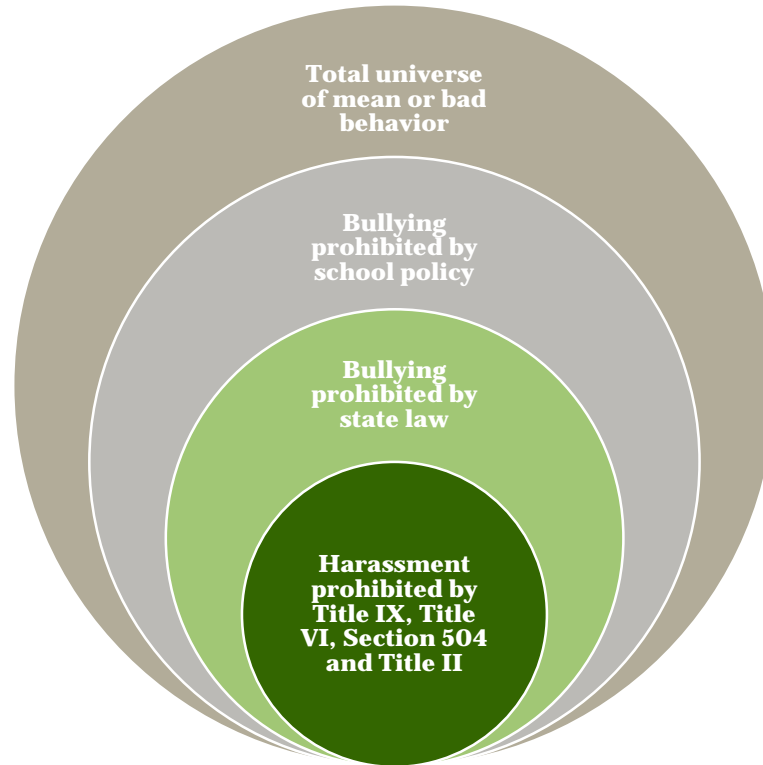 Total universe
of mean or bad
behavior
Bullying
prohibited by
school policy
Bullying
prohibited by
state law
Harassment
prohibited by
Title IX, Title
VI, Section 504
and Title II